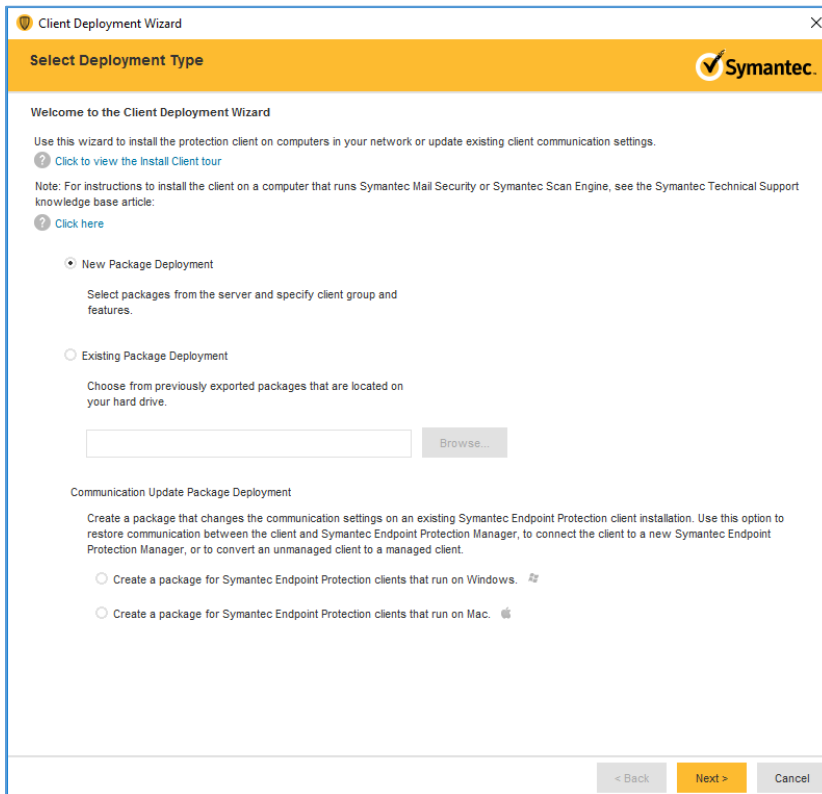 Client Deployment Wizard
Select Deployment Type
Symantec.
Welcome to the Client Deployment Wizard
Use this wizard to install the protection client on computers in your network or update existing client communication settings.
Click to view the Install Client tour
Note: For instructions to install the client on a computer that runs Symantec Mail Security or Symantec Scan Engine, see the Symantec Technical Support
knowledge base article:
Click here
New Package Deployment
Select packages from the server and specify client group and
features.
Existing Package Deployment
Choose from previously exported packages that are located on
your hard drive.
Browse...
Communication Update Package Deployment
Create a package that changes the communication settings on an existing Symantec Endpoint Protection client installation. Use this option to
restore communication between the client and Symantec Endpoint Protection Manager, to connect the client to a new Symantec Endpoint
Protection Manager, or to convert an unmanaged client to a managed client.
Create a package for Symantec Endpoint Protection clients that run on Windows.
Create a package for Symantec Endpoint Protection clients that run on Mac.
< Back
Next >
Cancel